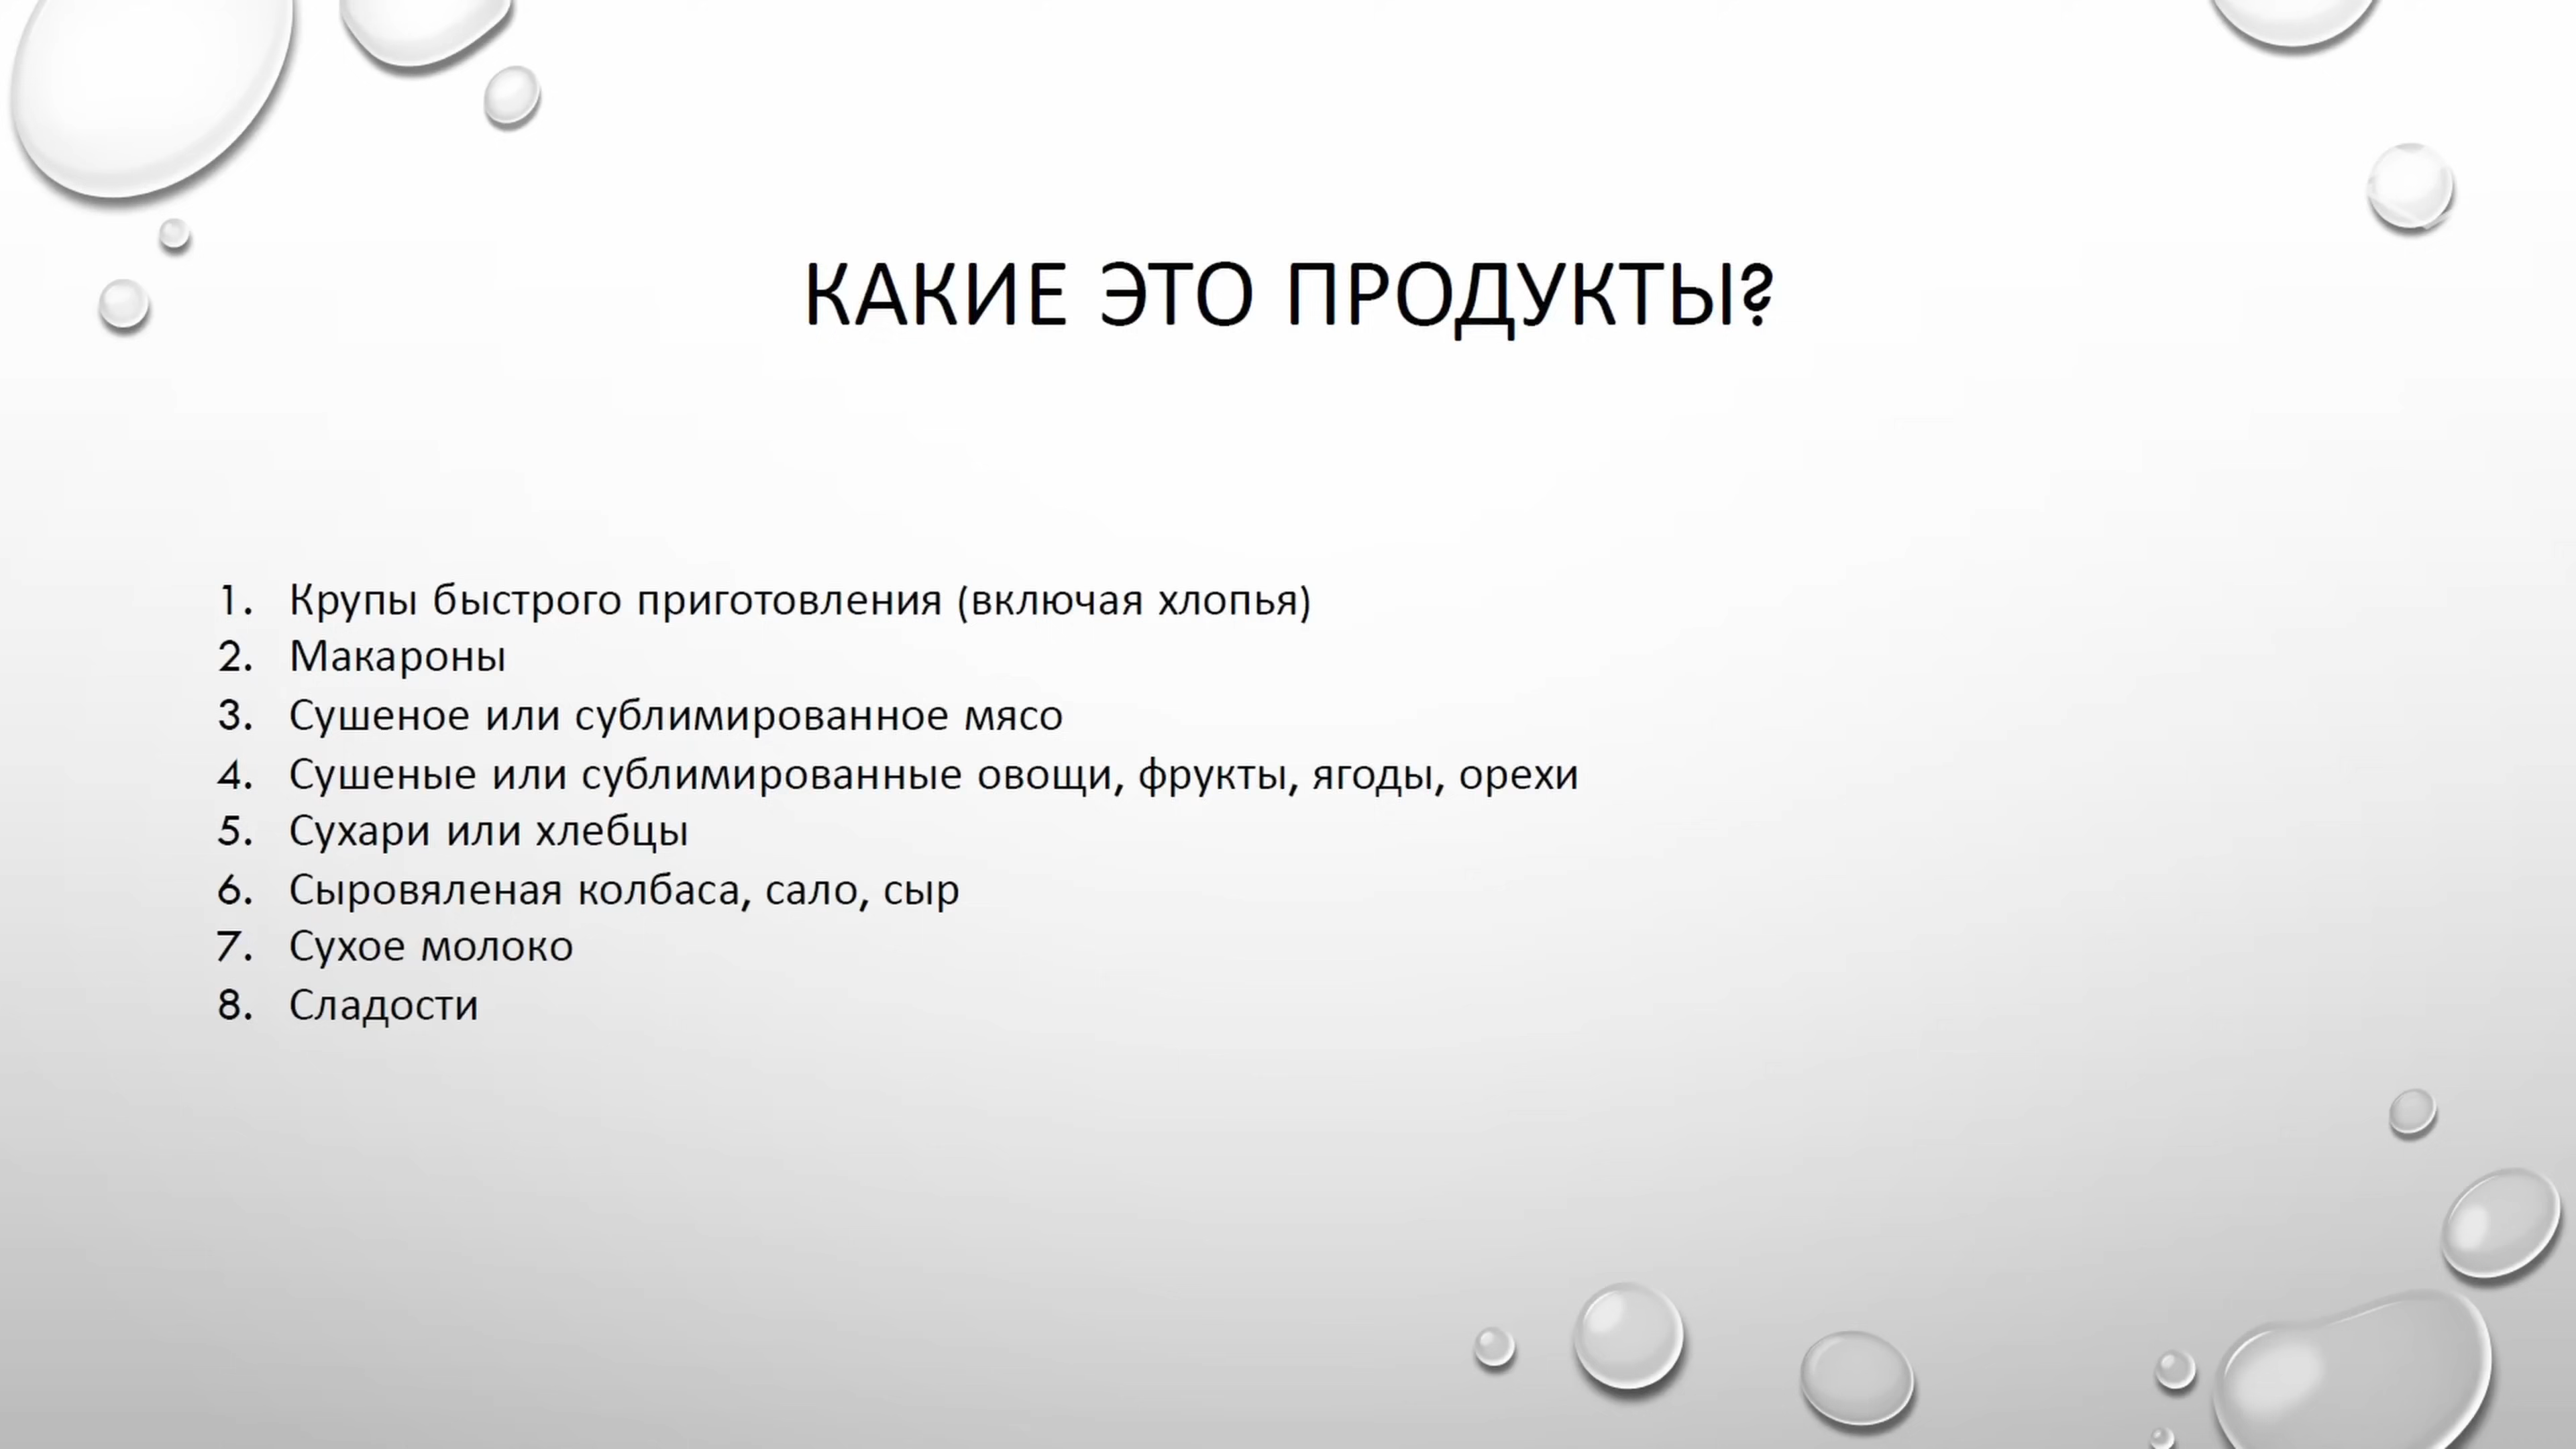 КАКИЕ ЭТО ПРОДУКТЫ?
1. Крупы быстрого приготовления (включая хлопья)
2. Макароны
3. Сушеное или сублимированное мясо
4. Сушеные или сублимированные овощи, фрукты, ягоды, орехи
5. Сухари или хлебцы
6. Сыровяленая колбаса, сало, сыр
7. Сухое молоко
8. Сладости